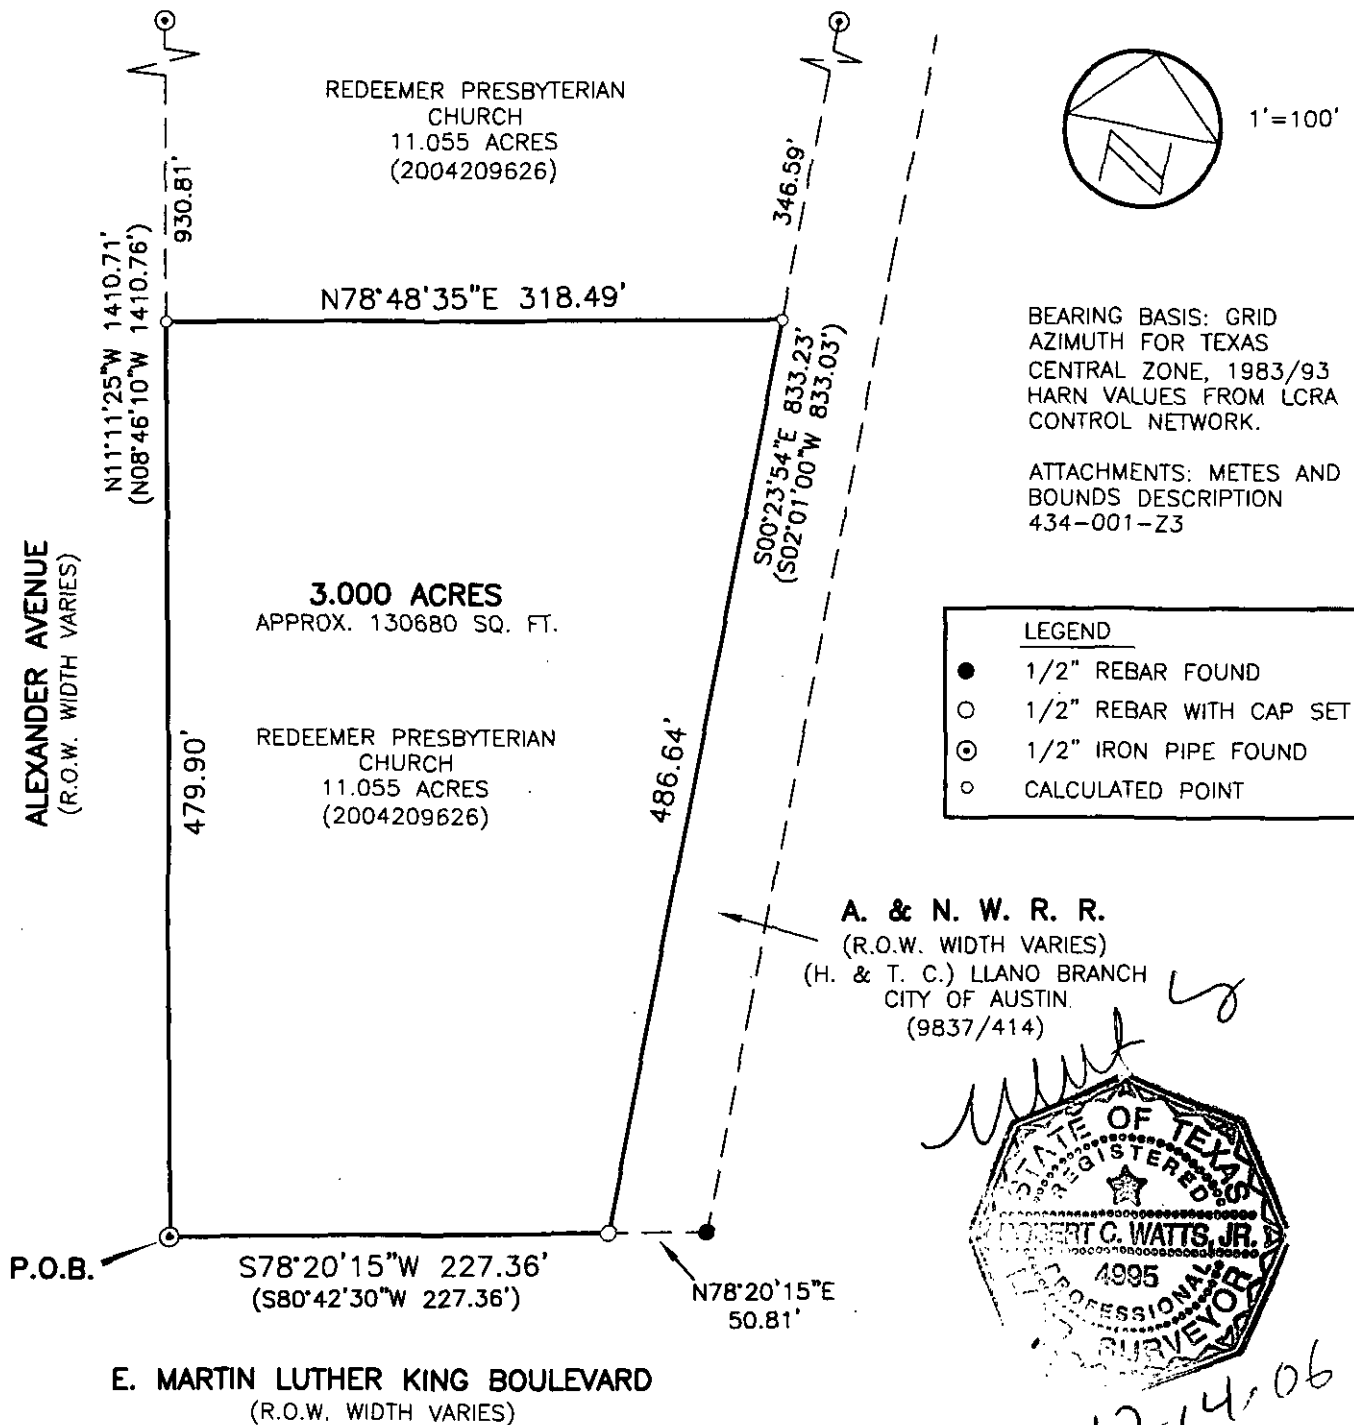 REDEEMER PRESBYTERIAN
CHURCH
11.055 ACRES
(2004209626)
1'=100'
930.81'
346.59'
N11°11'25"W 1410.71'
(N08°46'10"W 1410.76')
N78°48'35"E 318.49'
S00°23'54"E 833.23'
(S02°01'00"W 833.03')
BEARING BASIS: GRID
AZIMUTH FOR TEXAS
CENTRAL ZONE, 1983/93
HARN VALUES FROM LCRA
CONTROL NETWORK.
ATTACHMENTS: METES AND
BOUNDS DESCRIPTION
434-001-Z3
ALEXANDER AVENUE
(R.O.W. WIDTH VARIES)
3.000 ACRES
APPROX. 130680 SQ. FT.
REDEEMER PRESBYTERIAN
CHURCH
11.055 ACRES
(2004209626)
479.90'
486.64'
LEGEND
1/2" REBAR FOUND
1/2" REBAR WITH CAP SET
1/2" IRON PIPE FOUND
CALCULATED POINT
A. & N. W. R. R.
(R.O.W. WIDTH VARIES)
(H. & T. C.) LLANO BRANCH
CITY OF AUSTIN
(9837/414)
STATE OF TEXAS
REGISTERED
ROBERT C. WATTS, JR.
4995
PROFESSIONAL
SURVEYOR
P.O.B.
S78°20'15"W 227.36'
(S80°42'30"W 227.36')
N78°20'15"E
50.81'
E. MARTIN LUTHER KING BOULEVARD
(R.O.W. WIDTH VARIES)
12-14-06